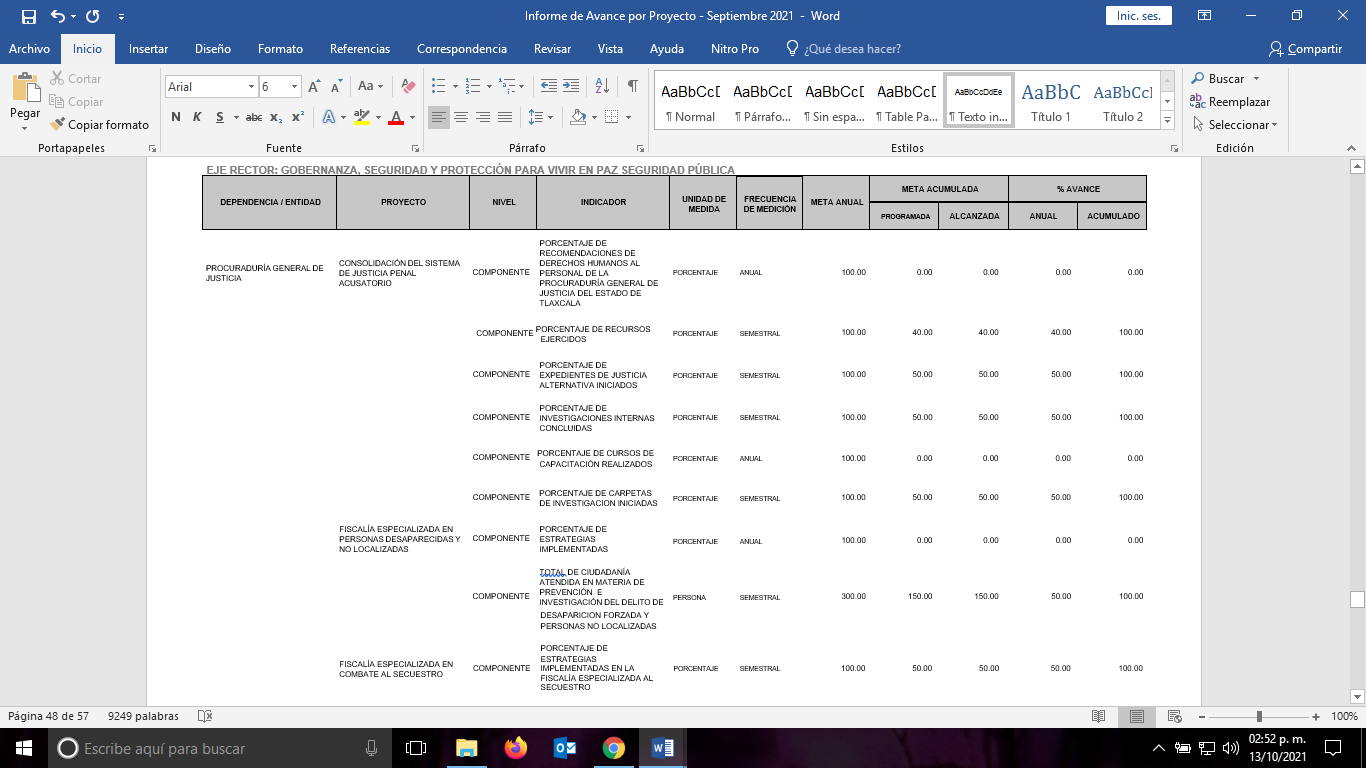 Informe de Avance por Proyecto - Septiembre 2021 - Word
Inic. ses.
Archivo Inicio Insertar Diseño Formato Referencias Correspondencia Revisar Vista Ayuda Nitro Pro ¿Qué desea hacer? Compartir
Pegar
Cortar
Copiar
Copiar formato
Portapapeles
Arial 6
N K S abc x₂ x²
Fuente
Párrafo
AaBbCcD
¶ Normal
AaBbCcD
¶ Párrafo...
AaBbCcD
¶ Sin espa...
AaBbCcD
¶ Table Pa...
AaBbCcDdEe
¶ Texto in...
AaBbC
Título 1
AaBbCcl
Título 2
Estilos
Buscar
Reemplazar
Seleccionar
Edición
EJE RECTOR: GOBERNANZA, SEGURIDAD Y PROTECCIÓN PARA VIVIR EN PAZ SEGURIDAD PÚBLICA
DEPENDENCIA / ENTIDAD
PROYECTO
NIVEL
INDICADOR
UNIDAD DE
MEDIDA
FRECUENCIA
DE MEDICIÓN
META ANUAL
META ACUMULADA
PROGRAMADA
ALCANZADA
% AVANCE
ANUAL
ACUMULADO
PROCURADURÍA GENERAL DE
JUSTICIA
CONSOLIDACIÓN DEL SISTEMA
DE JUSTICIA PENAL
ACUSATORIO
COMPONENTE
PORCENTAJE DE
RECOMENDACIONES DE
DERECHOS HUMANOS AL
PERSONAL DE LA
PROCURADURÍA GENERAL DE
JUSTICIA DEL ESTADO DE
TLAXCALA
PORCENTAJE ANUAL 100.00 0.00 0.00 0.00 0.00
COMPONENTE
PORCENTAJE DE RECURSOS
EJERCIDOS
PORCENTAJE SEMESTRAL 100.00 40.00 40.00 40.00 100.00
COMPONENTE
PORCENTAJE DE
EXPEDIENTES DE JUSTICIA
ALTERNATIVA INICIADOS
PORCENTAJE SEMESTRAL 100.00 50.00 50.00 50.00 100.00
COMPONENTE
PORCENTAJE DE
INVESTIGACIONES INTERNAS
CONCLUIDAS
PORCENTAJE SEMESTRAL 100.00 50.00 50.00 50.00 100.00
COMPONENTE
PORCENTAJE DE CURSOS DE
CAPACITACIÓN REALIZADOS
PORCENTAJE ANUAL 100.00 0.00 0.00 0.00 0.00
COMPONENTE
PORCENTAJE DE CARPETAS
DE INVESTIGACION INICIADAS
PORCENTAJE SEMESTRAL 100.00 50.00 50.00 50.00 100.00
FISCALÍA ESPECIALIZADA EN
PERSONAS DESAPARECIDAS Y
NO LOCALIZADAS
COMPONENTE
PORCENTAJE DE
ESTRATEGIAS
IMPLEMENTADAS
PORCENTAJE ANUAL 100.00 0.00 0.00 0.00 0.00
COMPONENTE
TOTAL DE CIUDADANÍA
ATENDIDA EN MATERIA DE
PREVENCIÓN E
INVESTIGACIÓN DEL DELITO DE
DESAPARICION FORZADA Y
PERSONAS NO LOCALIZADAS
PERSONA SEMESTRAL 300.00 150.00 150.00 50.00 100.00
FISCALÍA ESPECIALIZADA EN
COMBATE AL SECUESTRO
COMPONENTE
PORCENTAJE DE
ESTRATEGIAS
IMPLEMENTADAS EN LA
FISCALÍA ESPECIALIZADA AL
SECUESTRO
PORCENTAJE SEMESTRAL 100.00 50.00 50.00 50.00 100.00
Página 48 de 57 9249 palabras
100%
Escribe aquí para buscar
02:52 p. m.
13/10/2021